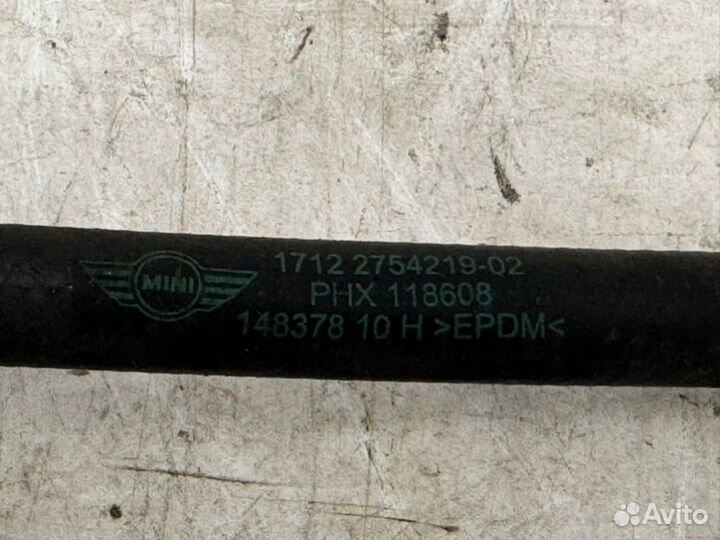 MINI
1712 2754219-02
PHX 118608
148378 10 H >EPDM<
Avito